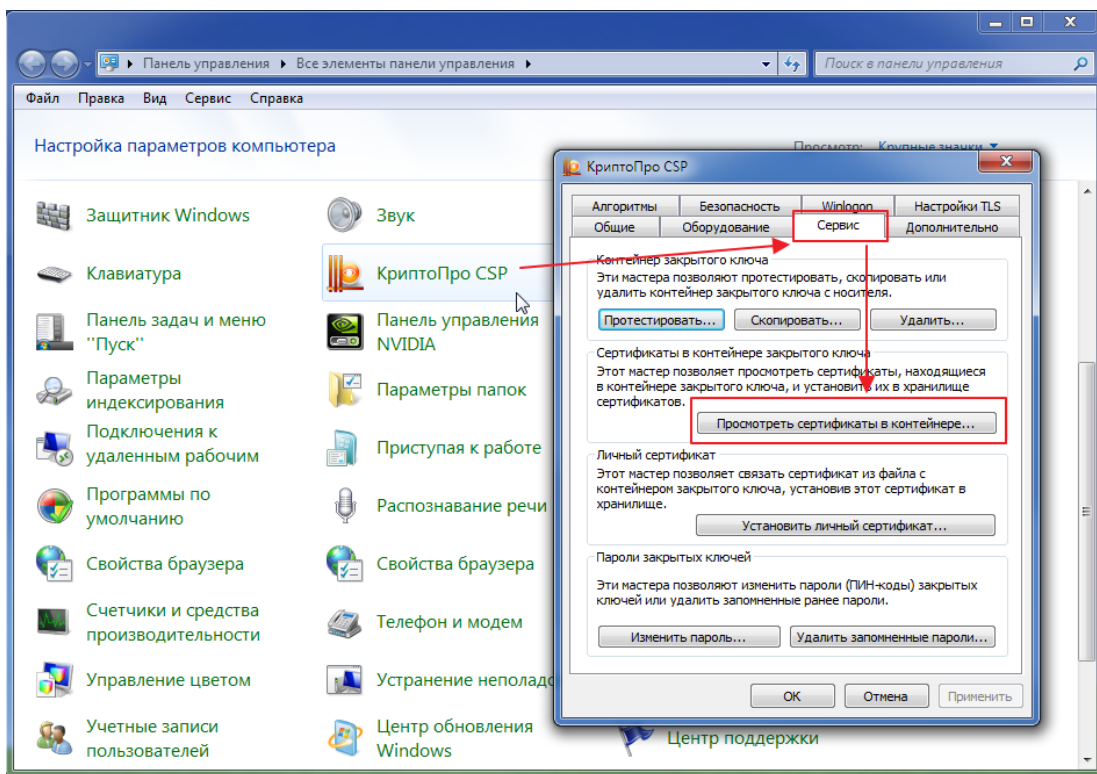 Панель управления ▸ Все элементы панели управления ▸
Поиск в панели управления
Файл Правка Вид Сервис Справка
Настройка параметров компьютера
Просмотр: Крупные значки
Защитник Windows
Звук
Клавиатура
КриптоПро CSP
Панель задач и меню
"Пуск"
Панель управления
NVIDIA
Параметры
индексирования
Параметры папок
Подключения к
удаленным рабочим
Приступая к работе
Программы по
умолчанию
Распознавание речи
Свойства браузера
Свойства браузера
Счетчики и средства
производительности
Телефон и модем
Управление цветом
Устранение неполадо
Учетные записи
пользователей
Центр обновления
Windows
Центр поддержки
КриптоПро CSP
Алгоритмы Безопасность Winlogon Настройки TLS
Общие Оборудование Сервис Дополнительно
Контейнер закрытого ключа
Эти мастера позволяют протестировать, скопировать или
удалить контейнер закрытого ключа с носителя.
Протестировать... Скопировать... Удалить...
Сертификаты в контейнере закрытого ключа
Этот мастер позволяет просмотреть сертификаты, находящиеся
в контейнере закрытого ключа, и установить их в хранилище
сертификатов.
Просмотреть сертификаты в контейнере...
Личный сертификат
Этот мастер позволяет связать сертификат из файла с
контейнером закрытого ключа, установив этот сертификат в
хранилище.
Установить личный сертификат...
Пароли закрытых ключей
Эти мастера позволяют изменить пароли (ПИН-коды) закрытых
ключей или удалить запомненные ранее пароли.
Изменить пароль... Удалить запомненные пароли...
ОК Отмена Применить